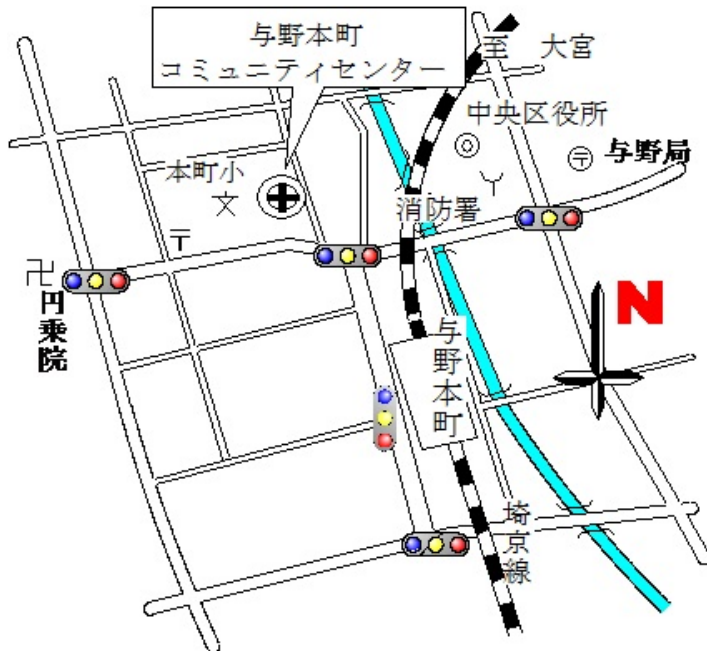 与野本町
コミュニティセンター
至 大宮
中央区役所
与野局
本町小
文
消防署
〒
卍
円乗院
N
与野本町
埼京線